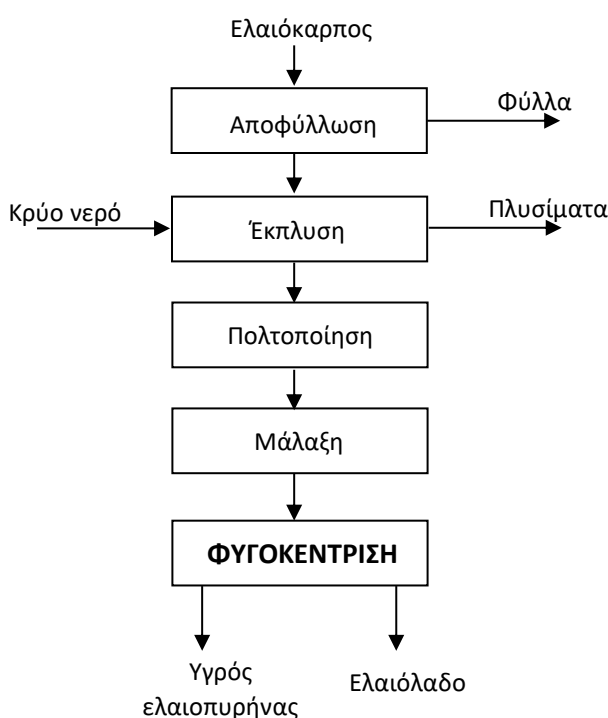 Ελαιόκαρπος
Φύλλα
Αποφύλλωση
Κρύο νερό
Πλυσίματα
Έκπλυση
Πολτοποίηση
Μάλαξη
ΦΥΓΟΚΕΝΤΡΙΣΗ
Υγρός
ελαιοπυρήνας
Ελαιόλαδο